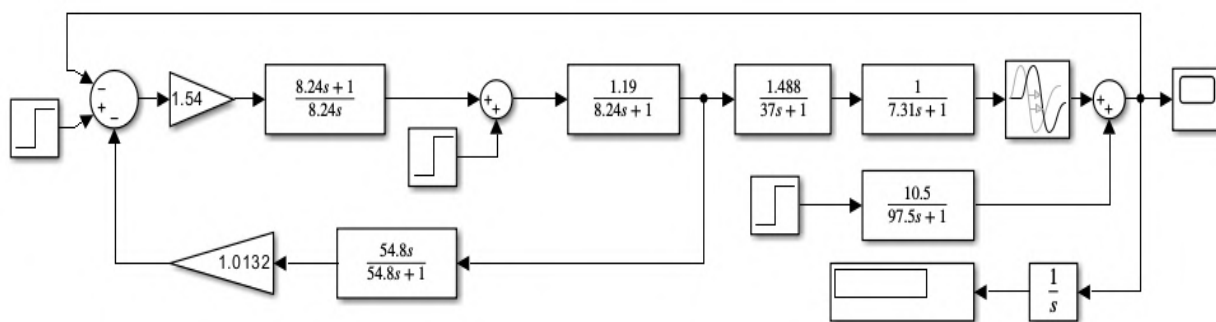 −
+
−
1.54
8.24s + 1
8.24s
+
+
1.19
8.24s + 1
1.488
37s + 1
1
7.31s + 1
+
+
10.5
97.5s + 1
1.0132
54.8s
54.8s + 1
1
s